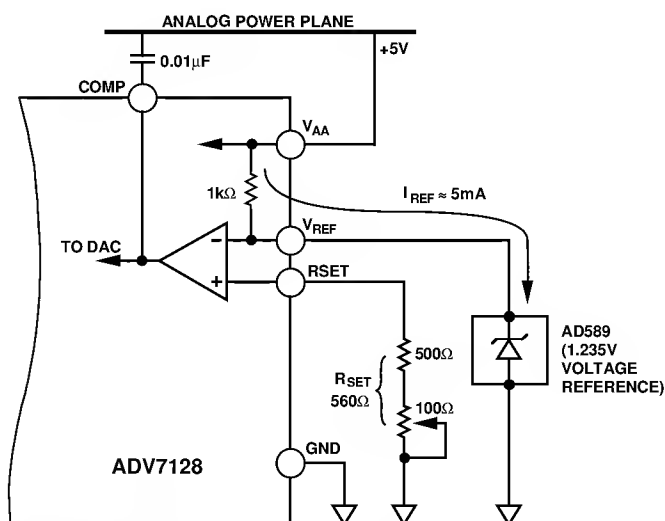 ANALOG POWER PLANE
+5V
0.01µF
COMP
VAA
1kΩ
IREF ≈ 5mA
VREF
TO DAC
−
+
RSET
500Ω
RSET
560Ω
100Ω
AD589
(1.235V
VOLTAGE
REFERENCE)
GND
ADV7128